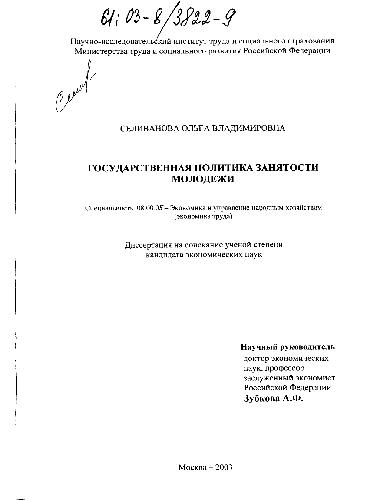 61:03-8/3822-9
Научно-исследовательский институт труда и социального страхования
Министерства труда и социального развития Российской Федерации
СЕЛИВАНОВА ОЛЬГА ВЛАДИМИРОВНА
ГОСУДАРСТВЕННАЯ ПОЛИТИКА ЗАНЯТОСТИ
МОЛОДЕЖИ
Специальность 08.00.05 – Экономика и управление народным хозяйством
(экономика труда)
Диссертация на соискание ученой степени
кандидата экономических наук
Научный руководитель
доктор экономических
наук, профессор
заслуженный экономист
Российской Федерации
Зубкова А.Ф.
Москва – 2003